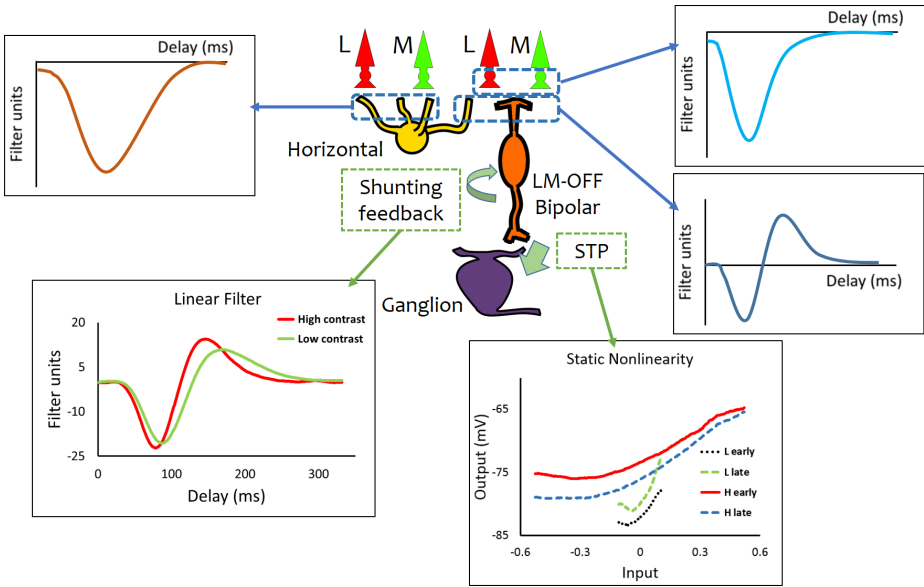 Delay (ms)
Filter units
L
M
L
M
Horizontal
Shunting
feedback
LM-OFF
Bipolar
STP
Ganglion
Filter units
Delay (ms)
Filter units
Delay (ms)
Linear Filter
High contrast
Low contrast
Filter units
20
5
-10
-25
0
100
200
300
Delay (ms)
Static Nonlinearity
Output (mV)
-65
-75
-85
L early
L late
H early
H late
-0.6
-0.3
0
0.3
0.6
Input